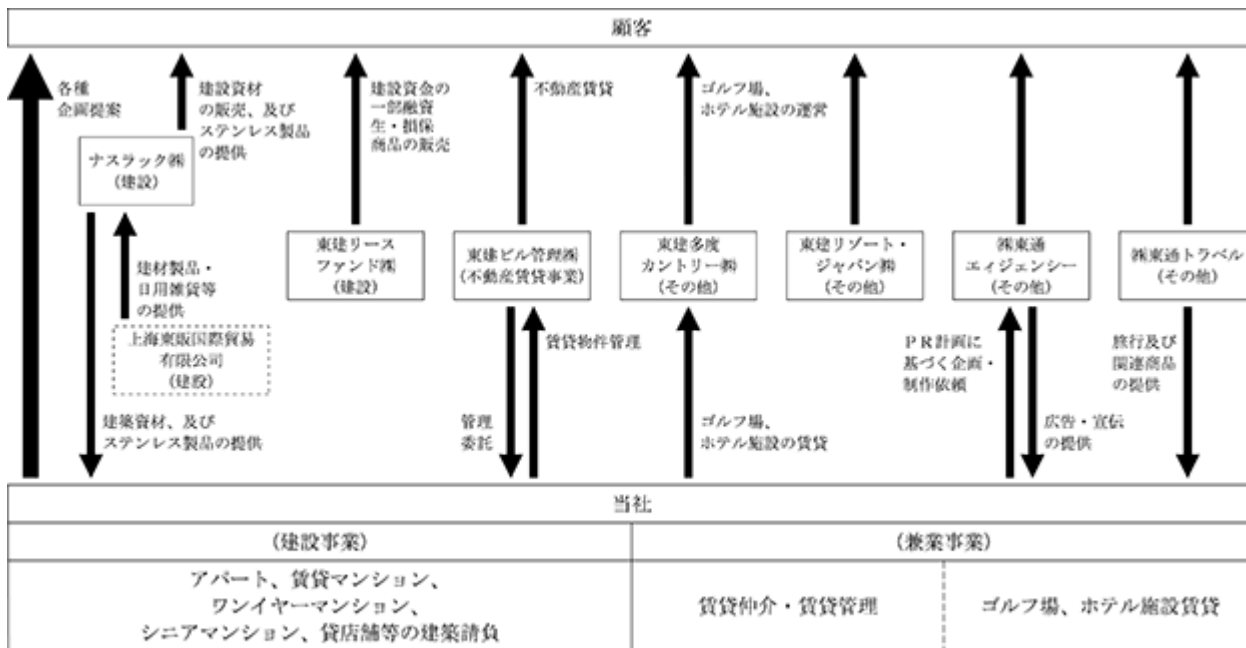 顧客
各種
企画提案
建設資材
の販売、及び
ステンレス製品
の提供
建設資金の
一部融資
生・損保
商品の販売
不動産賃貸
ゴルフ場、
ホテル施設の運営
ナスラック㈱
(建設)
東建リース
ファンド㈱
(建設)
東建ビル管理㈱
(不動産賃貸事業)
東建多度
カントリー㈱
(その他)
東建リゾート・
ジャパン㈱
(その他)
㈱東通
エィジェンシー
(その他)
㈱東通トラベル
(その他)
建材製品・
日用雑貨等
の提供
上海東販国際貿易
有限公司
(建設)
建築資材、及び
ステンレス製品の提供
賃貸物件管理
管理
委託
ゴルフ場、
ホテル施設の賃貸
ＰＲ計画に
基づく企画・
制作依頼
広告・宣伝
の提供
旅行及び
関連商品
の提供
当社
(建設事業)
(兼業事業)
アパート、賃貸マンション、
ワンイヤーマンション、
シニアマンション、貸店舗等の建築請負
賃貸仲介・賃貸管理
ゴルフ場、ホテル施設賃貸